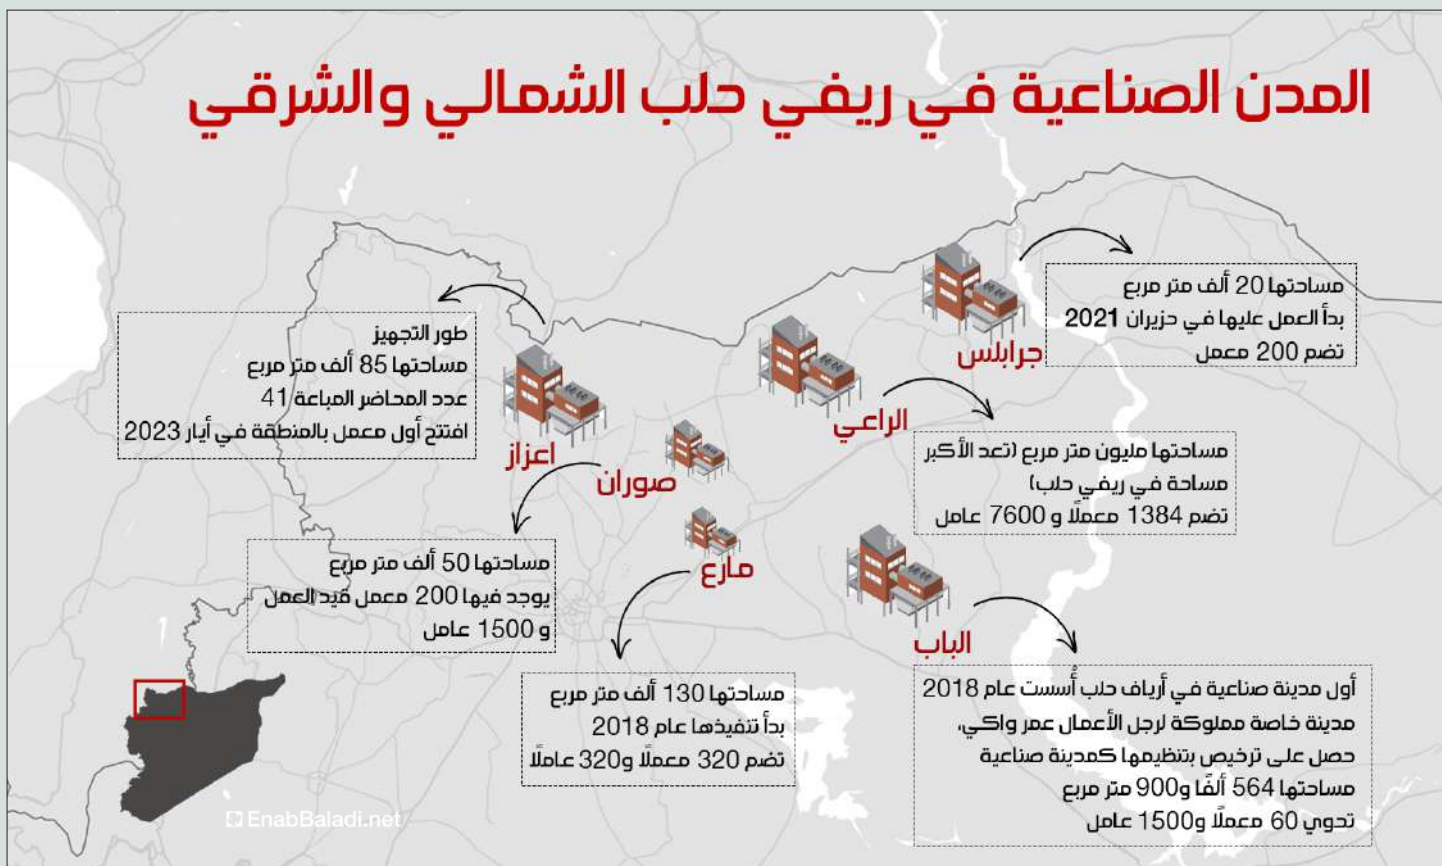 المدن الصناعية في ريفي حلب الشمالي والشرقي
جرابلس
مساحتها 20 ألف متر مربع
بدأ العمل عليها في حزيران 2021
تضم 200 معمل
الراعي
مساحتها مليون متر مربع (تعد الأكبر
مساحة في ريفي حلب)
تضم 1384 معملًا و 7600 عامل
اعزاز
طور التجهيز
مساحتها 85 ألف متر مربع
عدد المحاضر المباعة 41
افتتح أول معمل بالمنطقة في أيار 2023
صوران
مساحتها 50 ألف متر مربع
يوجد فيها 200 معمل قيد العمل
و 1500 عامل
مارع
مساحتها 130 ألف متر مربع
بدأ تنفيذها عام 2018
تضم 320 معملًا و320 عاملًا
الباب
أول مدينة صناعية في أرياف حلب أُسست عام 2018
مدينة خاصة مملوكة لرجل الأعمال عمر واكي،
حصل على ترخيص بتنظيمها كمدينة صناعية
مساحتها 564 ألفًا و900 متر مربع
تحوي 60 معملًا و1500 عامل
EnabBaladi.net